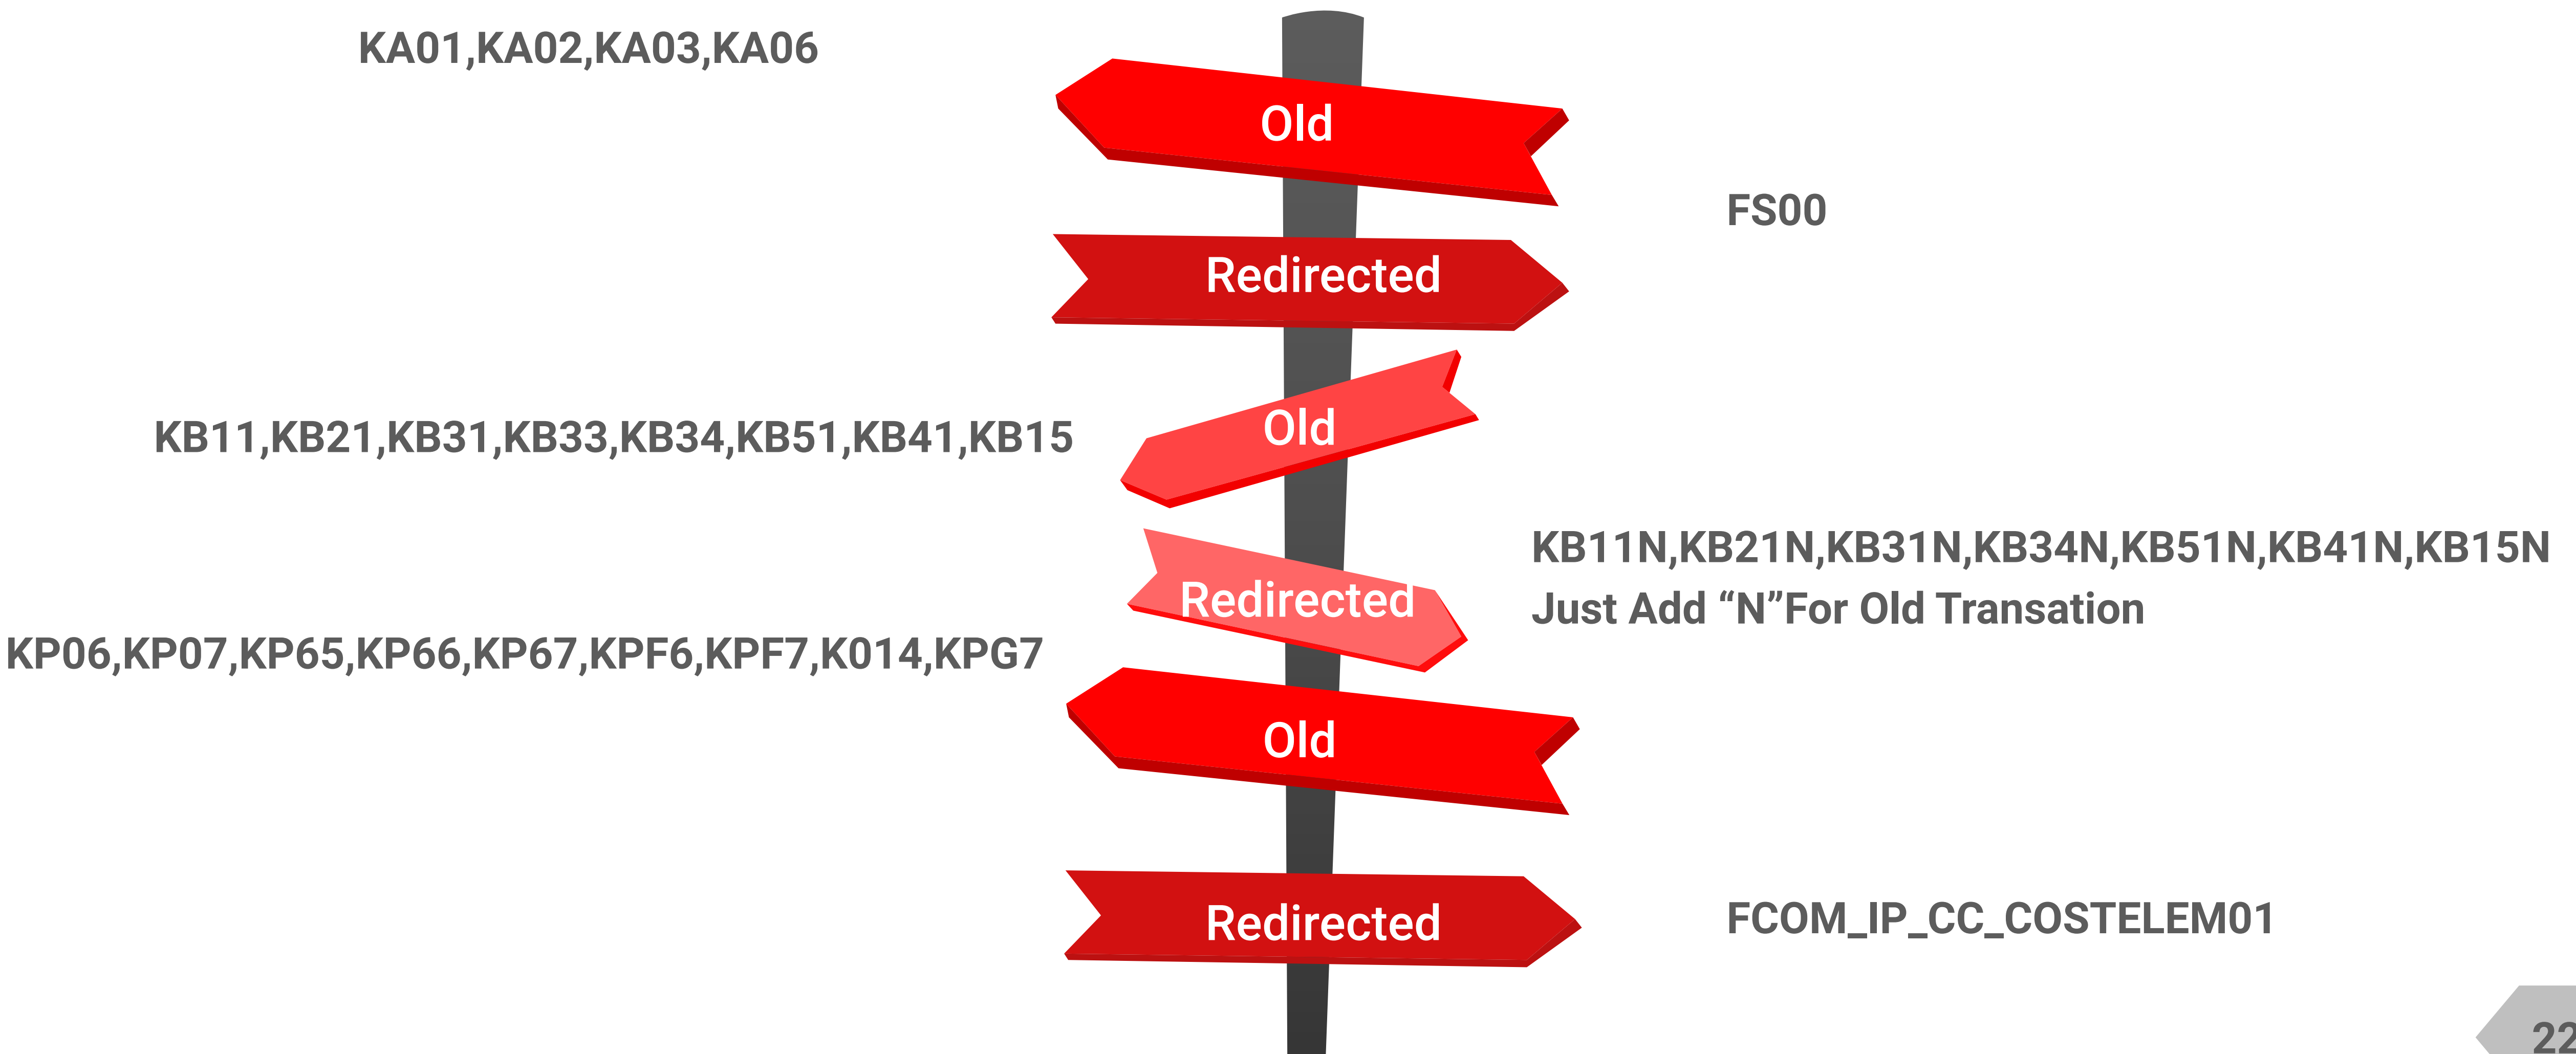 KA01,KA02,KA03,KA06
Old
FS00
Redirected
Old
KB11,KB21,KB31,KB33,KB34,KB51,KB41,KB15
Redirected
KB11N,KB21N,KB31N,KB34N,KB51N,KB41N,KB15N
Just Add “N”For Old Transation
KP06,KP07,KP65,KP66,KP67,KPF6,KPF7,K014,KPG7
Old
Redirected
FCOM_IP_CC_COSTELEM01
22